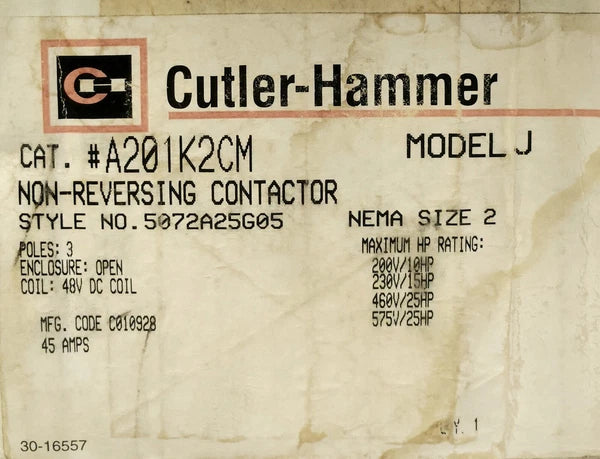 Cutler-Hammer
CAT. #A201K2CM MODEL J
NON-REVERSING CONTACTOR
STYLE NO.5072A25G05 NEMA SIZE 2
POLES: 3 MAXIMUM HP RATING:
ENCLOSURE: OPEN 200V/10HP
COIL: 48V DC COIL 230V/15HP
460V/25HP
575V/25HP
MFG. CODE C010928
45 AMPS
1
30-16557